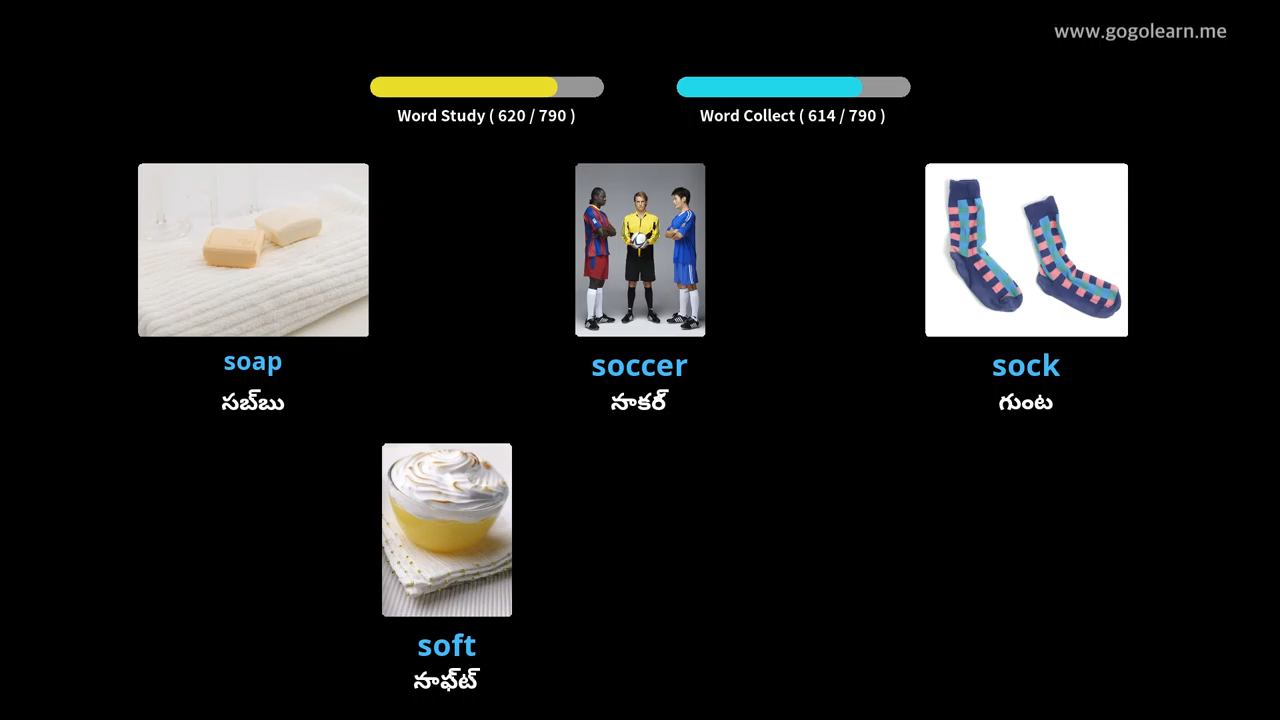 www.gogolearn.me
Word Study ( 620 / 790 )
Word Collect ( 614 / 790 )
soap
సబ్‌బు
soccer
నాకర్
sock
గుంట
soft
నాఫ్‌ట్